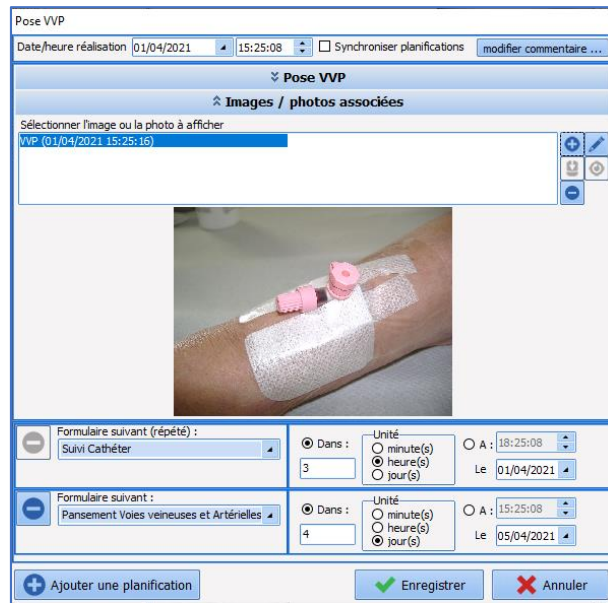 Pose VVP
Date/heure réalisation 01/04/2021 15:25:08 Synchroniser planifications modifier commentaire ...
Pose VVP
Images / photos associées
Sélectionner l'image ou la photo à afficher
VVP (01/04/2021 15:25:16)
Formulaire suivant (répété) :
Suivi Cathéter
Dans :
3
Unité
minute(s)
heure(s)
jour(s)
A : 18:25:08
Le 01/04/2021
Formulaire suivant :
Pansement Voies veineuses et Artérielles
Dans :
4
Unité
minute(s)
heure(s)
jour(s)
A : 15:25:08
Le 05/04/2021
Ajouter une planification Enregistrer Annuler